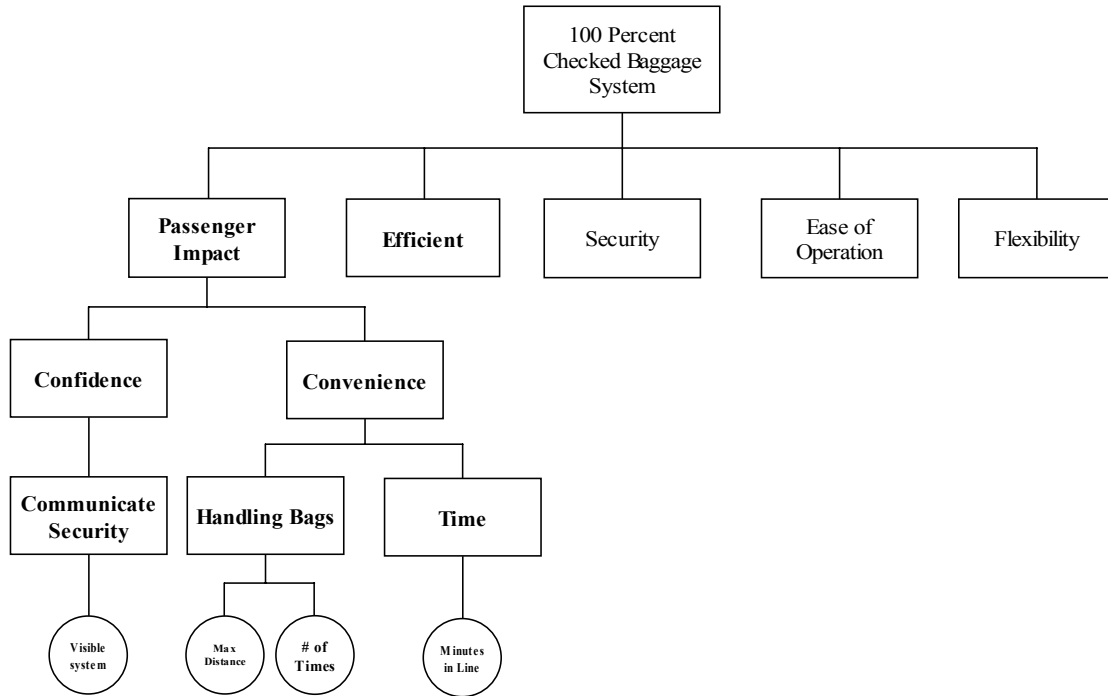 100 Percent
Checked Baggage
System
Passenger
Impact
Efficient
Security
Ease of
Operation
Flexibility
Confidence
Convenience
Communicate
Security
Handling Bags
Time
Visible
system
Max
Distance
# of
Times
Minutes
in Line